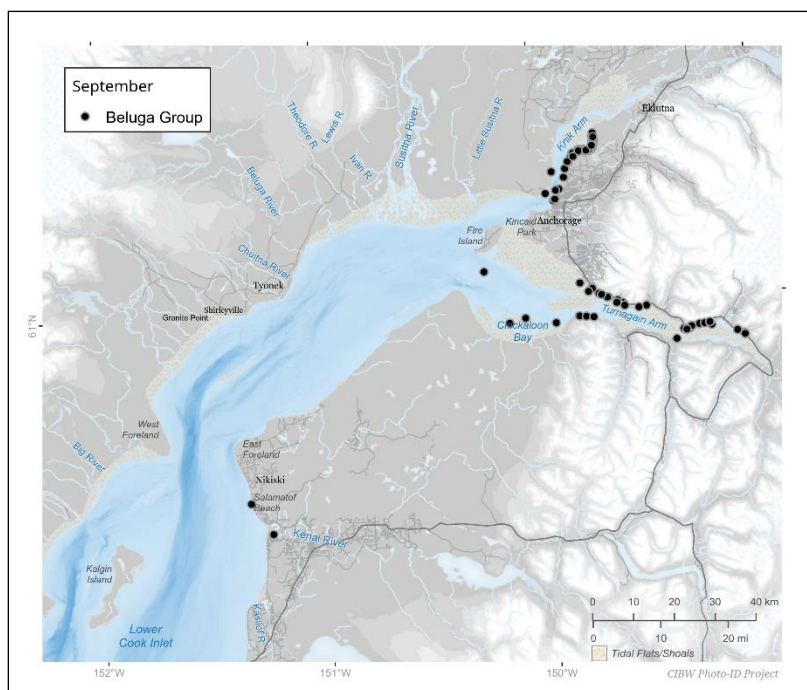 September
Beluga Group
Theodore R
Lewis R
Ivan R
Susitna River
Little Susitna R
Knik Arm
Eklutna
Beluga River
Kincaid
Park
Anchorage
Fire
Island
Chuitna River
Tyonek
Shirleyville
Granite Point
61°N
Chickaloon
Bay
Turnagain Arm
West
Foreland
East
Foreland
Big River
Nikiski
Salamatof
Beach
Kenai River
Kalgin
Island
Kasilof R
Lower
Cook Inlet
0 10 20 30 40 km
0 10 20 mi
Tidal Flats/Shoals
CIBW Photo-ID Project
152°W
151°W
150°W